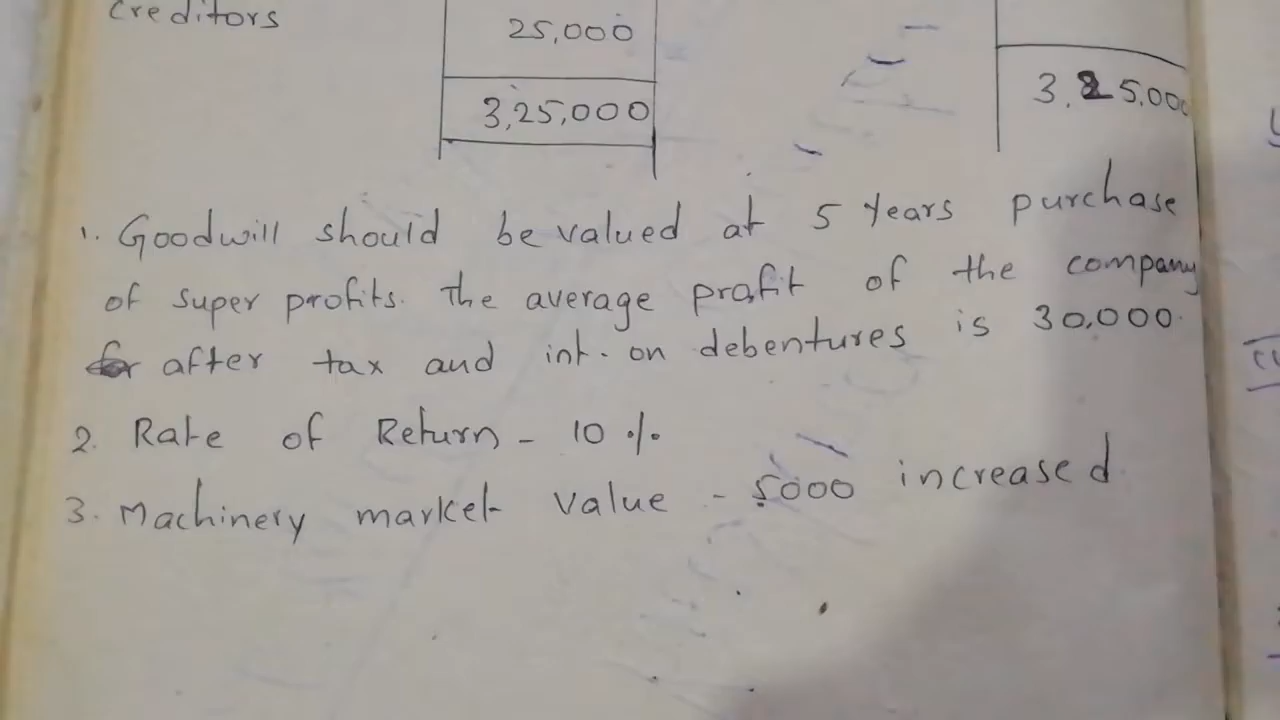 Creditors
25,000
3,25,000
3,25,000
1. Goodwill should be valued at 5 Years purchase
of super profits. the average profit of the company
after tax and int. on debentures is 30,000.
2. Rate of Return - 10 %
3. Machinery market value - 5000 increased